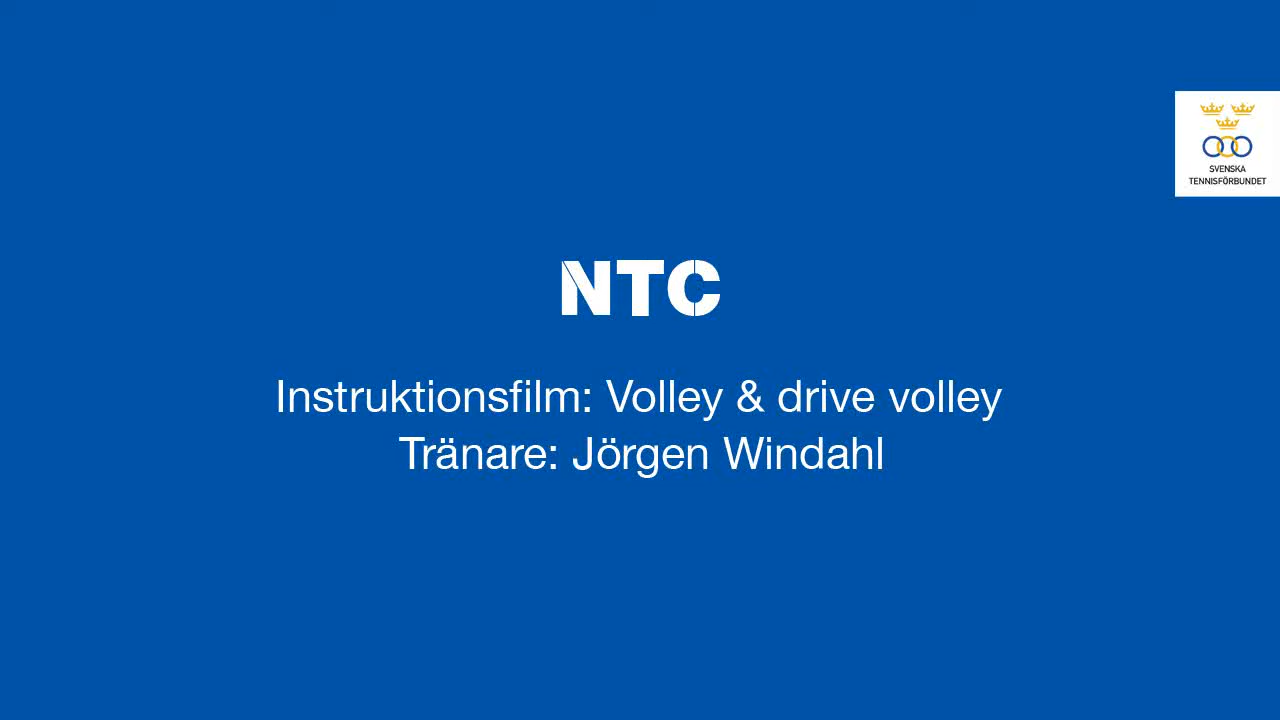 SVENSKA
TENNISFÖRBUNDET
NTC
Instruktionsfilm: Volley & drive volley
Tränare: Jörgen Windahl